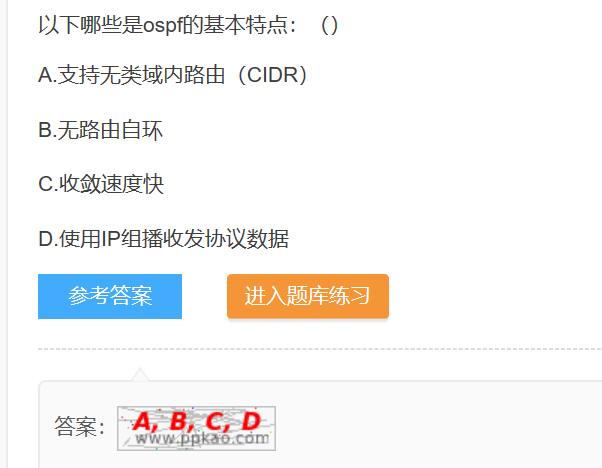 以下哪些是ospf的基本特点：（）
A.支持无类域内路由（CIDR）
B.无路由自环
C.收敛速度快
D.使用IP组播收发协议数据
参考答案 进入题库练习
答案： A, B, C, D
www.ppkao.com